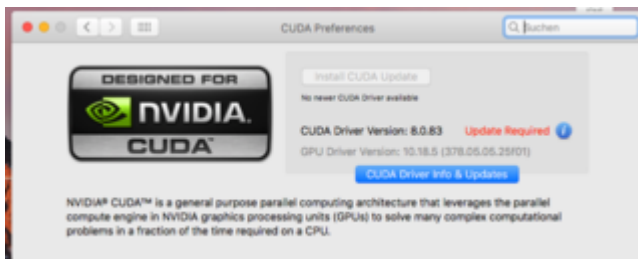 CUDA Preferences
Suchen
DESIGNED FOR
NVIDIA.
CUDA
Install CUDA Update
No newer CUDA Driver available
CUDA Driver Version: 8.0.83 Update Required
GPU Driver Version: 10.18.5 (378.05.05.25f01)
CUDA Driver Info & Updates
NVIDIA® CUDA™ is a general purpose parallel computing architecture that leverages the parallel
compute engine in NVIDIA graphics processing units (GPUs) to solve many complex computational
problems in a fraction of the time required on a CPU.